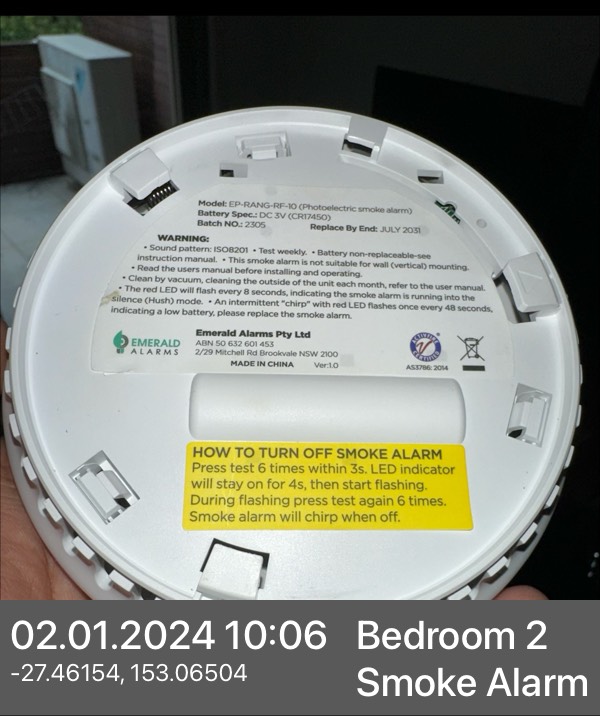 Model: EP-RANG-RF-10 (Photoelectric smoke alarm)
Battery Spec.: DC 3V (CR17450)
Batch NO.: 2305 Replace By End: JULY 2031
WARNING:
• Sound pattern: ISO8201 • Test weekly. • Battery non-replaceable-see
instruction manual. • This smoke alarm is not suitable for wall (vertical) mounting.
• Read the users manual before installing and operating.
• Clean by vacuum, cleaning the outside of the unit each month, refer to the user manual.
• The red LED will flash every 8 seconds, indicating the smoke alarm is running into the
silence (Hush) mode. • An intermittent "chirp" with red LED flashes once every 48 seconds,
indicating a low battery, please replace the smoke alarm.
EMERALD
ALARMS
Emerald Alarms Pty Ltd
ABN 50 632 601 453
2/29 Mitchell Rd Brookvale NSW 2100
MADE IN CHINA Ver:1.0
ACTIVFIRE
CERTIFIED
AS3786: 2014
HOW TO TURN OFF SMOKE ALARM
Press test 6 times within 3s. LED indicator
will stay on for 4s, then start flashing.
During flashing press test again 6 times.
Smoke alarm will chirp when off.
02.01.2024 10:06
-27.46154, 153.06504
Bedroom 2
Smoke Alarm